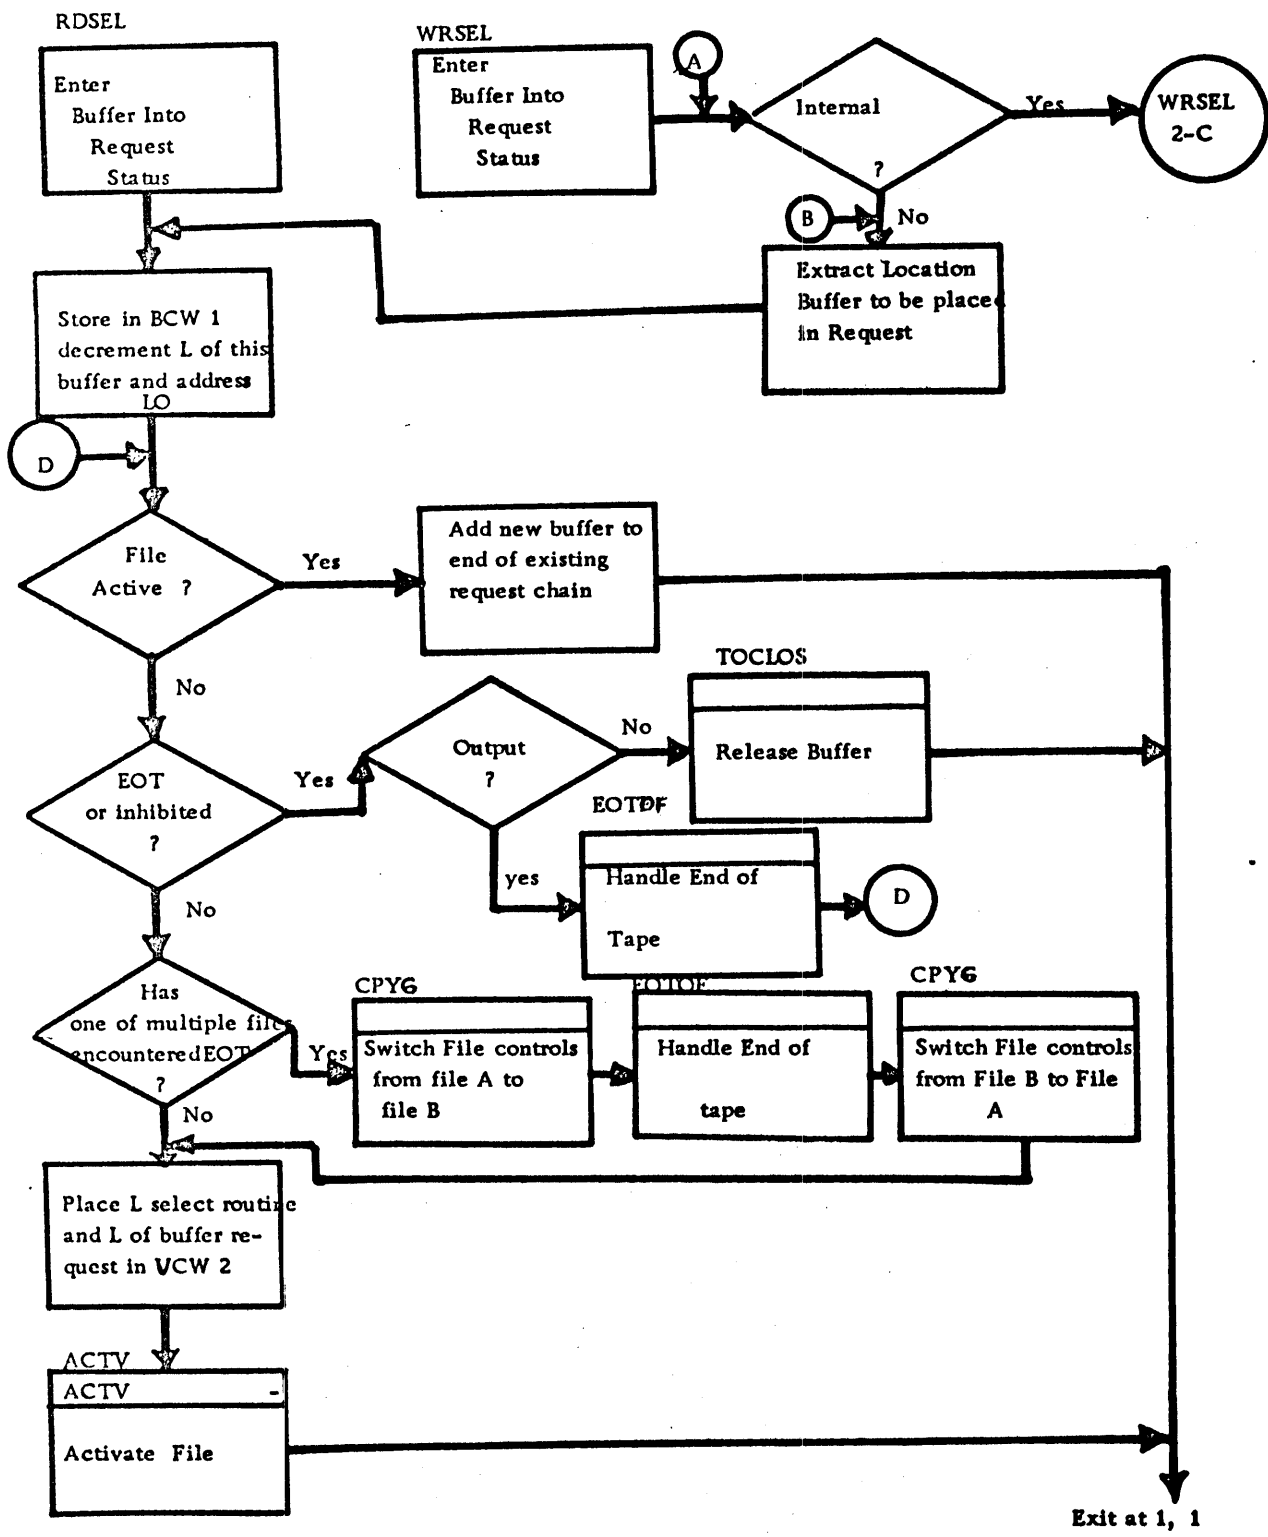 RDSEL
Enter
Buffer Into
Request
Status
WRSEL
Enter
Buffer Into
Request
Status
A
Internal
?
Yes
WRSEL
2-C
B
No
Extract Location
Buffer to be place
in Request
Store in BCW 1
decrement L of this
buffer and address
LO
D
File
Active ?
Yes
Add new buffer to
end of existing
request chain
No
EOT
or inhibited
?
Yes
Output
?
No
TOCLOS
Release Buffer
yes
EOTDF
Handle End of
Tape
D
No
Has
one of multiple files
encountered EOT
?
Yes
CPY6
Switch File controls
from file A to
file B
EOTOF
Handle End of
tape
CPY6
Switch File controls
from File B to File
A
No
Place L select routine
and L of buffer re-
quest in VCW 2
ACTV
ACTV -
Activate File
Exit at 1, 1